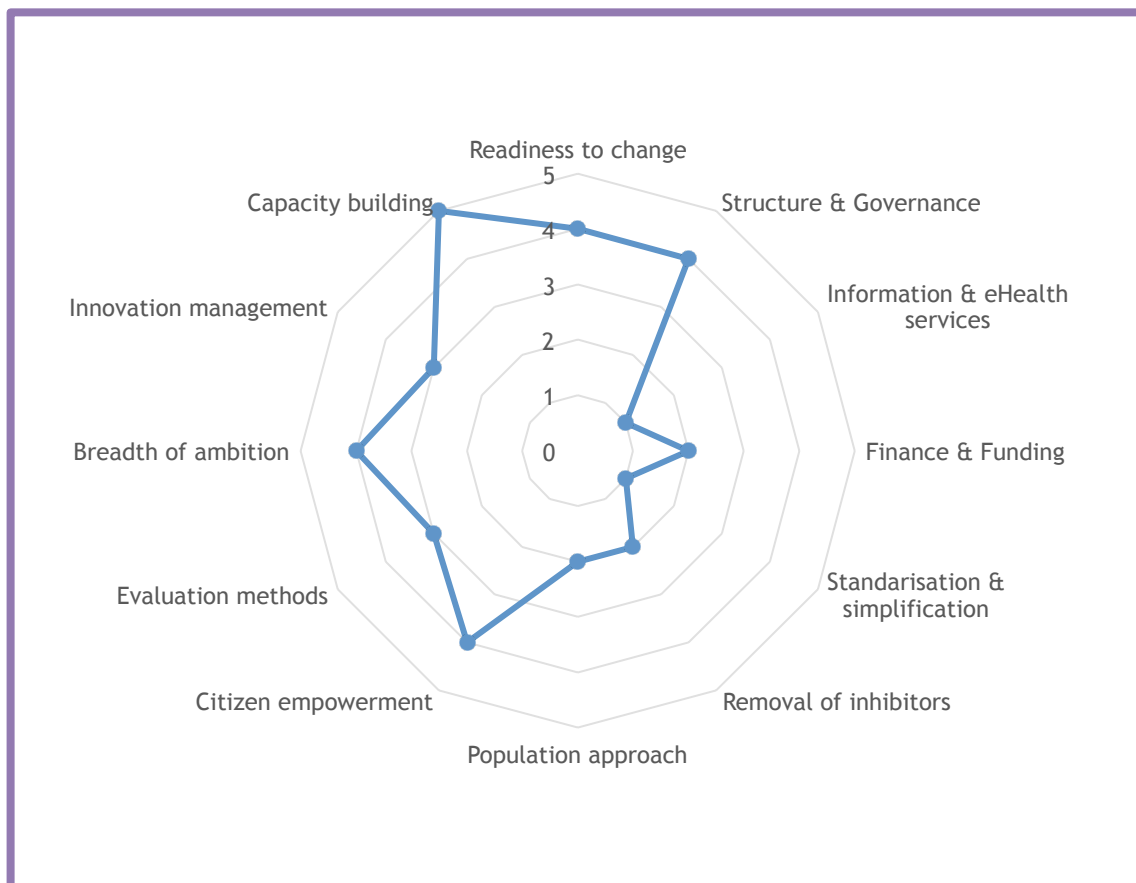 Readiness to change
5
Capacity building
Structure & Governance
4
Innovation management
Information & eHealth
services
3
2
1
Breadth of ambition
0
Finance & Funding
Evaluation methods
Standarisation &
simplification
Citizen empowerment
Removal of inhibitors
Population approach